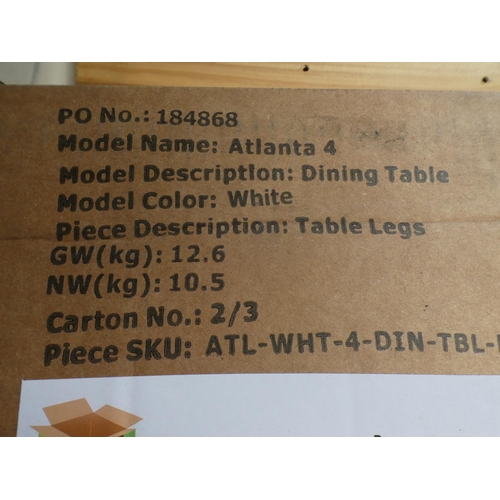 PO No.: 184868
Model Name: Atlanta 4
Model Description: Dining Table
Model Color: White
Piece Description: Table Legs
GW(kg): 12.6
NW(kg): 10.5
Carton No.: 2/3
Piece SKU: ATL-WHT-4-DIN-TBL-